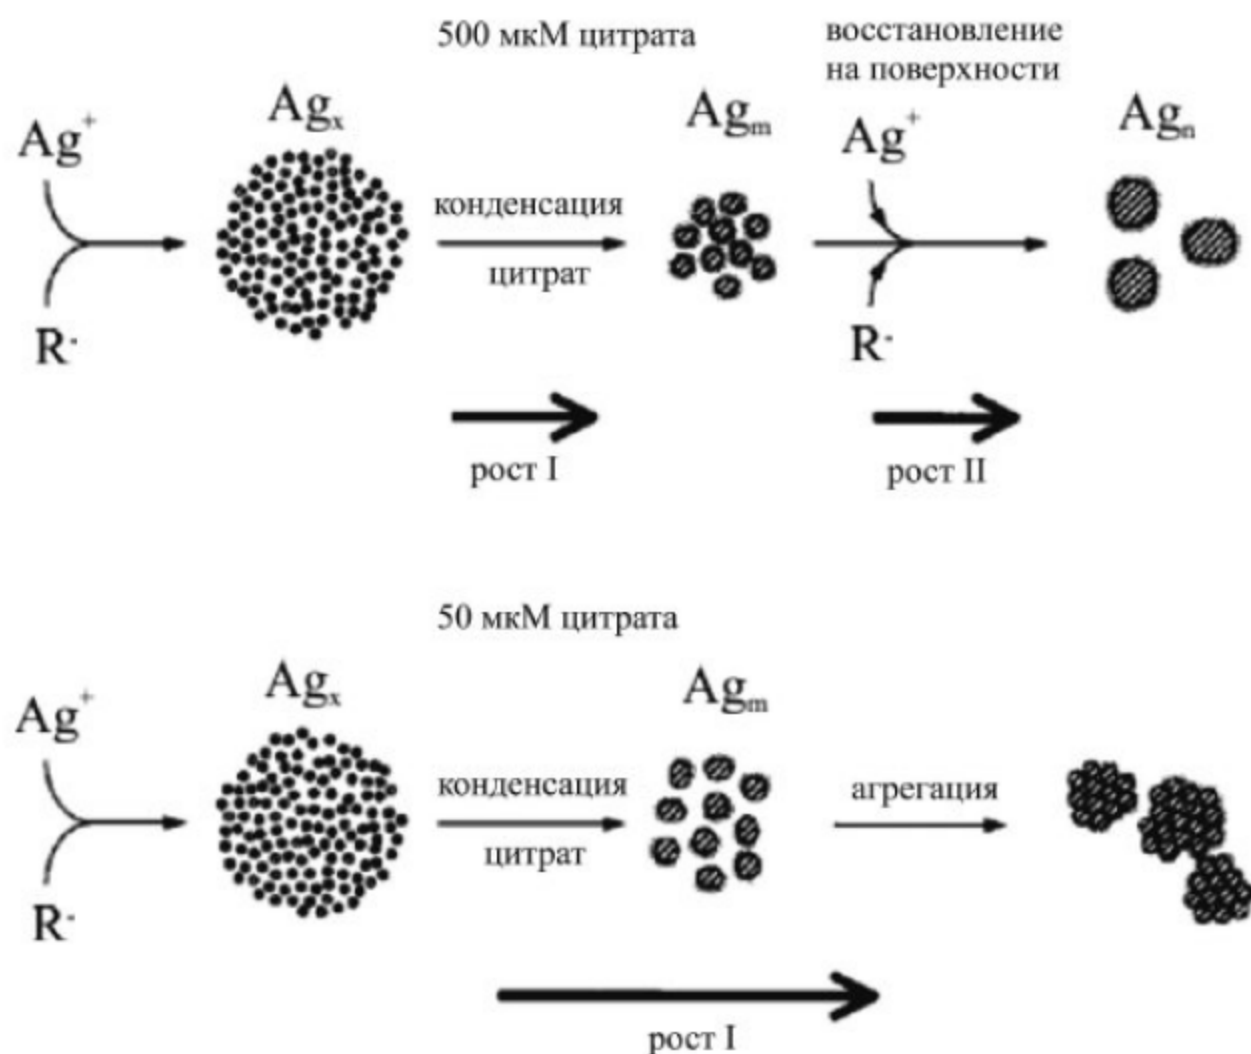 500 мкМ цитрата
восстановление
на поверхности
Ag⁺
Agₓ
Agₘ
Ag⁺
Agₙ
конденсация
цитрат
R·
R·
рост I
рост II
50 мкМ цитрата
Ag⁺
Agₓ
Agₘ
конденсация
цитрат
агрегация
R·
рост I